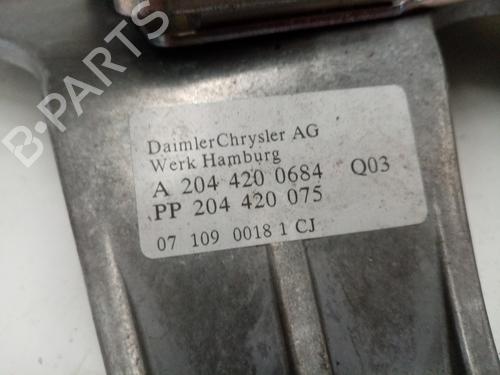 DaimlerChrysler AG
Werk Hamburg
A 204 420 0684 Q03
PP 204 420 075
07 109 0018 1 CJ
B-PARTS